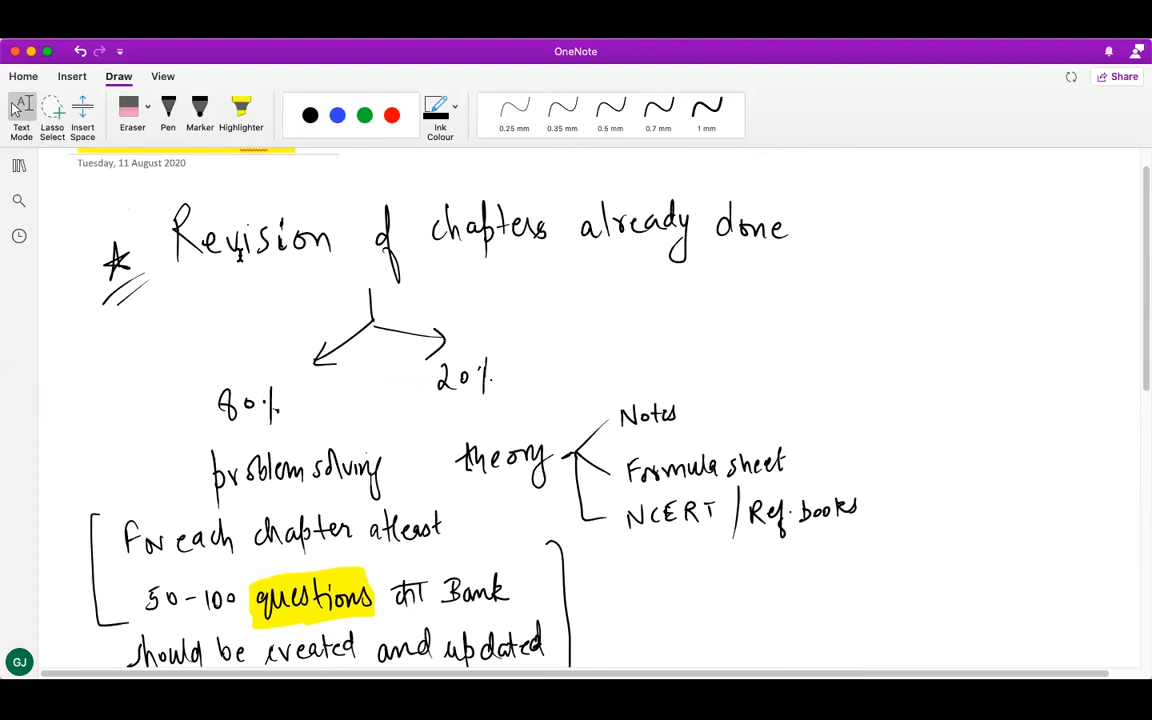 OneNote
Home Insert Draw View
Share
Text Mode
Lasso Select
Insert Space
Eraser
Pen
Marker
Highlighter
Ink Colour
0.25 mm 0.35 mm 0.5 mm 0.7 mm 1 mm
Tuesday, 11 August 2020
Revision of chapters already done
80% 20%
problem solving theory
Notes
Formula sheet
NCERT / Ref. books
For each chapter atleast
50-100 questions Bank
should be created and updated
GJ